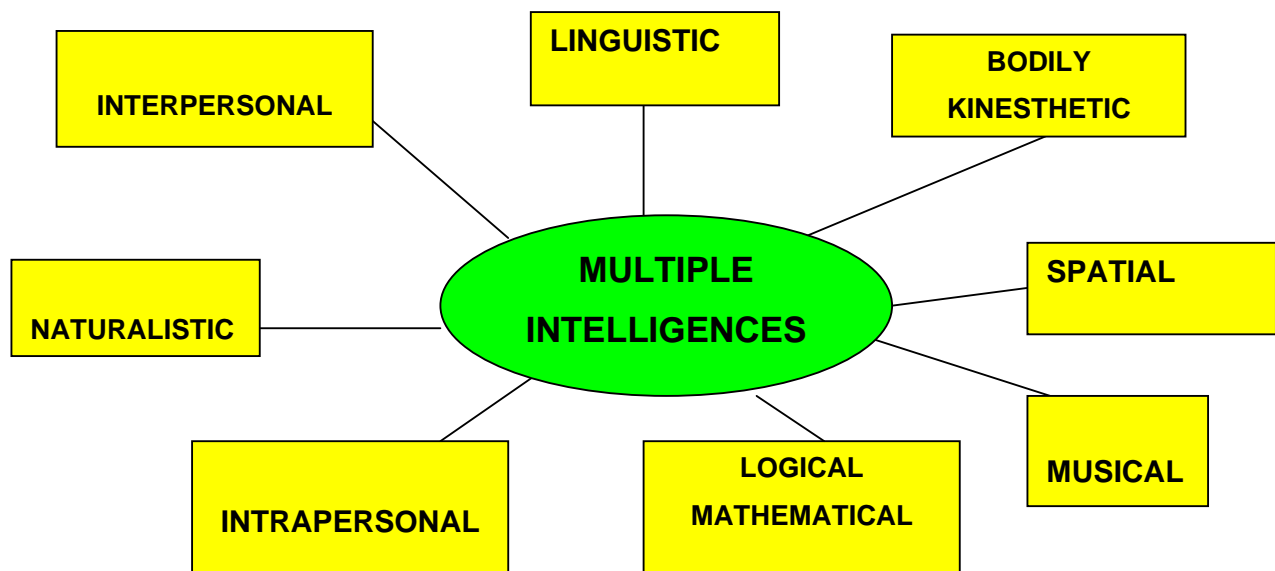 LINGUISTIC
BODILY
KINESTHETIC
INTERPERSONAL
MULTIPLE
INTELLIGENCES
SPATIAL
NATURALISTIC
MUSICAL
LOGICAL
MATHEMATICAL
INTRAPERSONAL